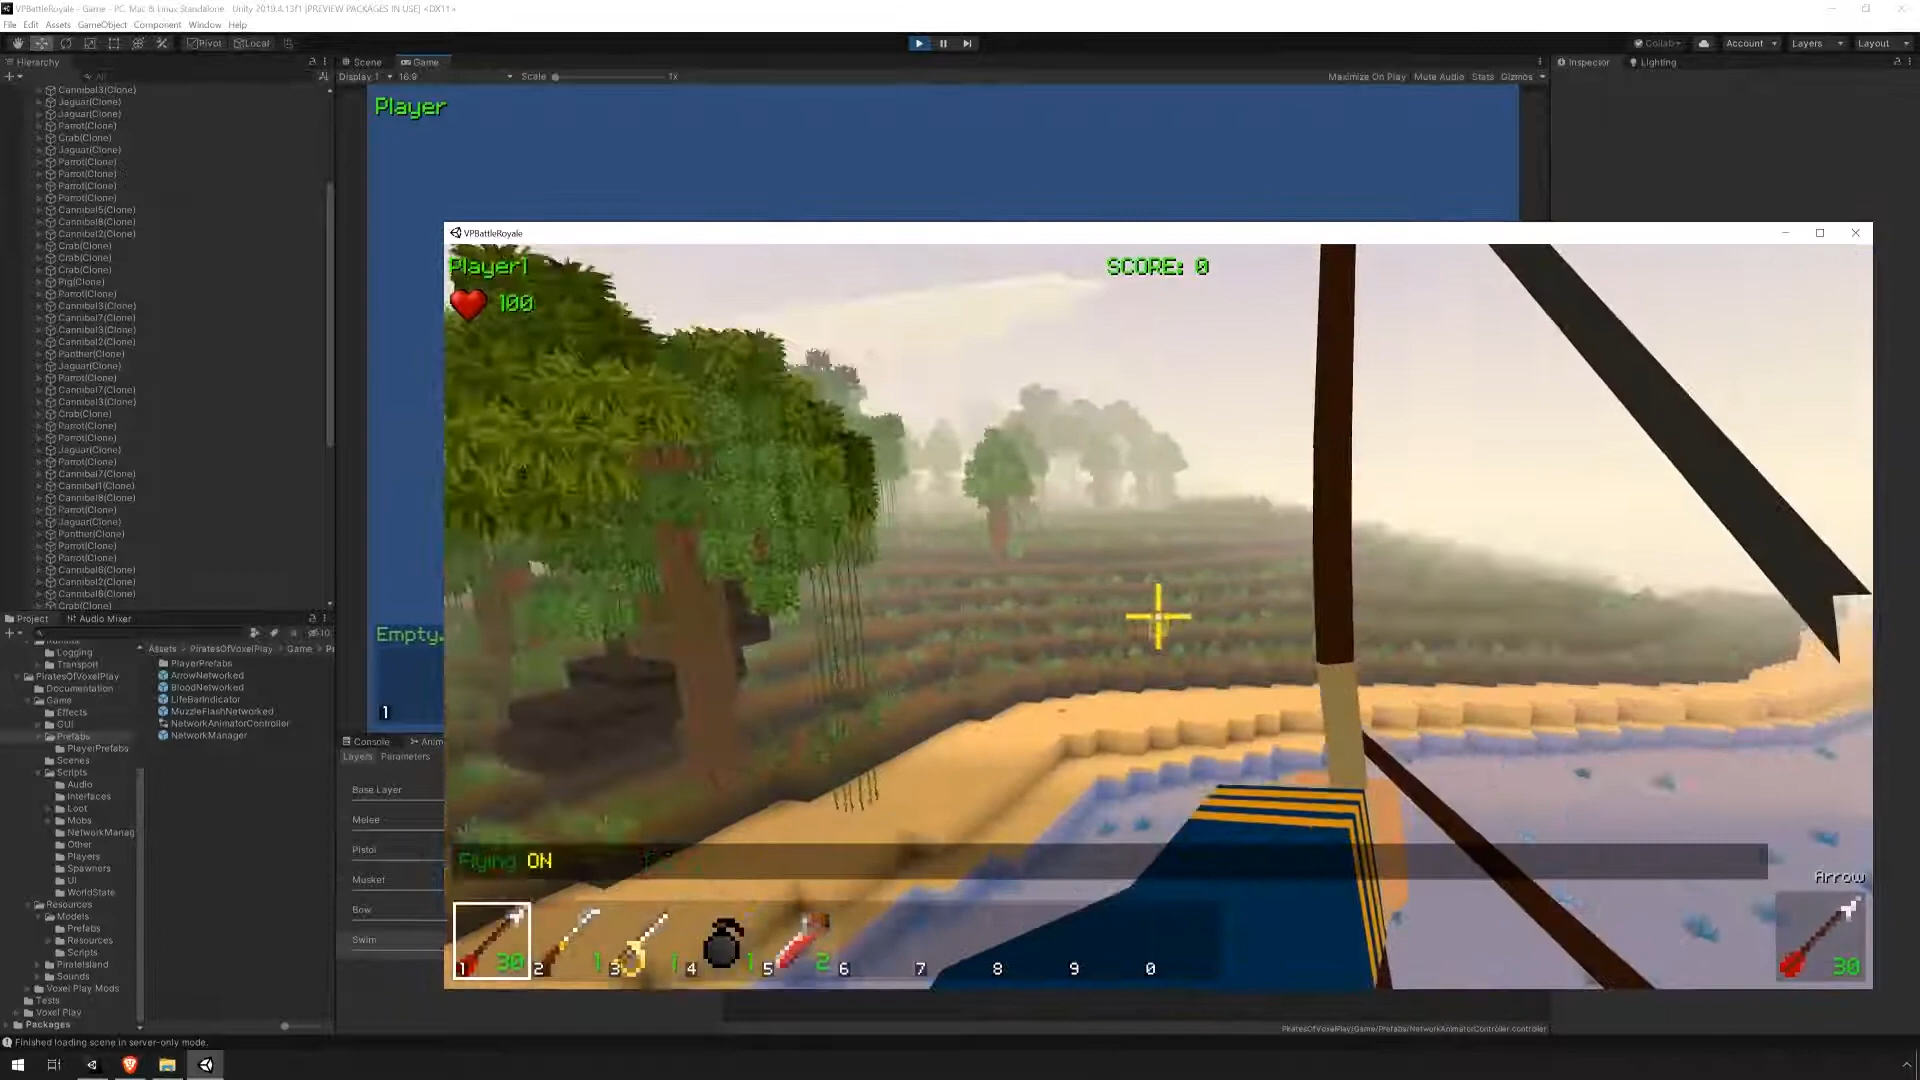 VPBattleRoyale - Game - PC, Mac & Linux Standalone - Unity 2019.4.13f1 [PREVIEW PACKAGES IN USE] <DX11>
File Edit Assets GameObject Component Window Help
Pivot Local Collab Account Layers Layout
Hierarchy
All
Scene Game
Inspector Lighting
Display 1 16:9 Scale 1x Maximize On Play Mute Audio Stats Gizmos
Cannibal3(Clone)
Jaguar(Clone)
Jaguar(Clone)
Parrot(Clone)
Crab(Clone)
Jaguar(Clone)
Parrot(Clone)
Parrot(Clone)
Parrot(Clone)
Parrot(Clone)
Cannibal5(Clone)
Cannibal8(Clone)
Cannibal2(Clone)
Crab(Clone)
Crab(Clone)
Crab(Clone)
Pig(Clone)
Parrot(Clone)
Cannibal3(Clone)
Cannibal7(Clone)
Cannibal3(Clone)
Cannibal2(Clone)
Panther(Clone)
Jaguar(Clone)
Parrot(Clone)
Cannibal7(Clone)
Cannibal3(Clone)
Crab(Clone)
Parrot(Clone)
Parrot(Clone)
Jaguar(Clone)
Parrot(Clone)
Cannibal7(Clone)
Cannibal1(Clone)
Cannibal8(Clone)
Parrot(Clone)
Jaguar(Clone)
Panther(Clone)
Parrot(Clone)
Parrot(Clone)
Cannibal6(Clone)
Cannibal2(Clone)
Cannibal6(Clone)
Crab(Clone)
Player
Empty.
1
VPBattleRoyale
Player1
SCORE: 0
100
Flying ON
Arrow
1 30 2 1 3 1 4 1 5 2 6 7 8 9 0
30
Project Audio Mixer
Logging
Transport
PiratesOfVoxelPlay
Documentation
Game
Effects
GUI
Prefabs
PlayerPrefabs
Scenes
Scripts
Audio
Interfaces
Loot
Mobs
NetworkManag
Other
Players
Spawners
UI
WorldState
Resources
Models
Prefabs
Resources
Scripts
PirateIsland
Sounds
Voxel Play Mods
Tests
Voxel Play
Packages
Assets PiratesOfVoxelPlay Game P
PlayerPrefabs
ArrowNetworked
BloodNetworked
LifeBarIndicator
MuzzleFlashNetworked
NetworkAnimatorController
NetworkManager
Console Anim
Layers Parameters
Base Layer
Melee
Pistol
Musket
Bow
Swim
PiratesOfVoxelPlay/Game/Prefabs/NetworkAnimatorController.controller
Finished loading scene in server-only mode.